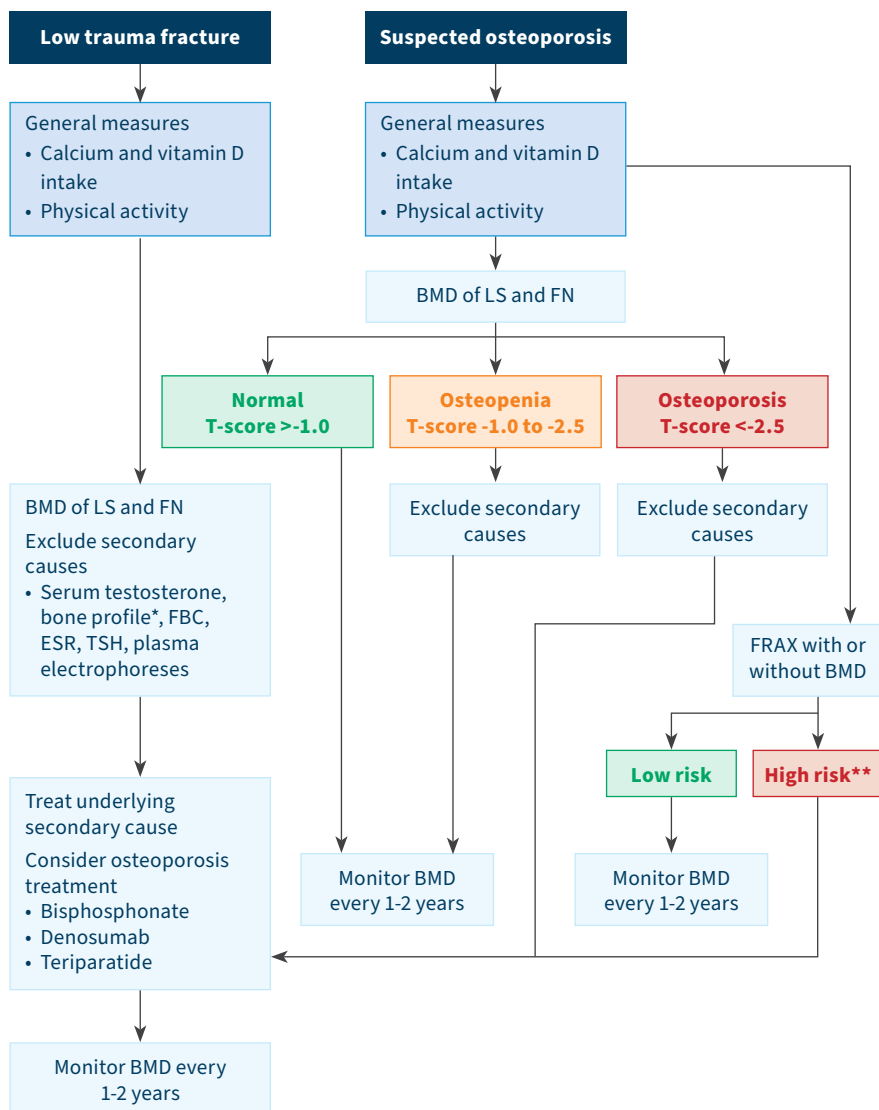 Low trauma fracture
Suspected osteoporosis
General measures
• Calcium and vitamin D
intake
• Physical activity
General measures
• Calcium and vitamin D
intake
• Physical activity
BMD of LS and FN
Normal
T-score >-1.0
Osteopenia
T-score -1.0 to -2.5
Osteoporosis
T-score <-2.5
BMD of LS and FN
Exclude secondary
causes
• Serum testosterone,
bone profile*, FBC,
ESR, TSH, plasma
electrophoreses
Exclude secondary
causes
Exclude secondary
causes
FRAX with or
without BMD
Low risk
High risk**
Treat underlying
secondary cause
Consider osteoporosis
treatment
• Bisphosphonate
• Denosumab
• Teriparatide
Monitor BMD
every 1-2 years
Monitor BMD
every 1-2 years
Monitor BMD every
1-2 years